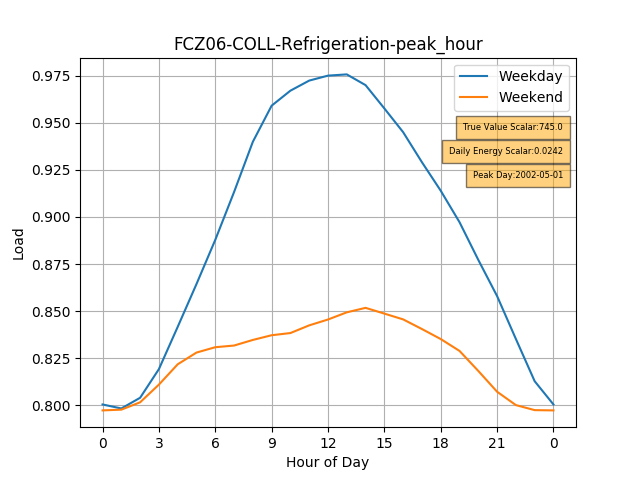 FCZ06-COLL-Refrigeration-peak_hour
Load
0.975
0.950
0.925
0.900
0.875
0.850
0.825
0.800
Weekday
Weekend
True Value Scalar:745.0
Daily Energy Scalar:0.0242
Peak Day:2002-05-01
0 3 6 9 12 15 18 21 0
Hour of Day